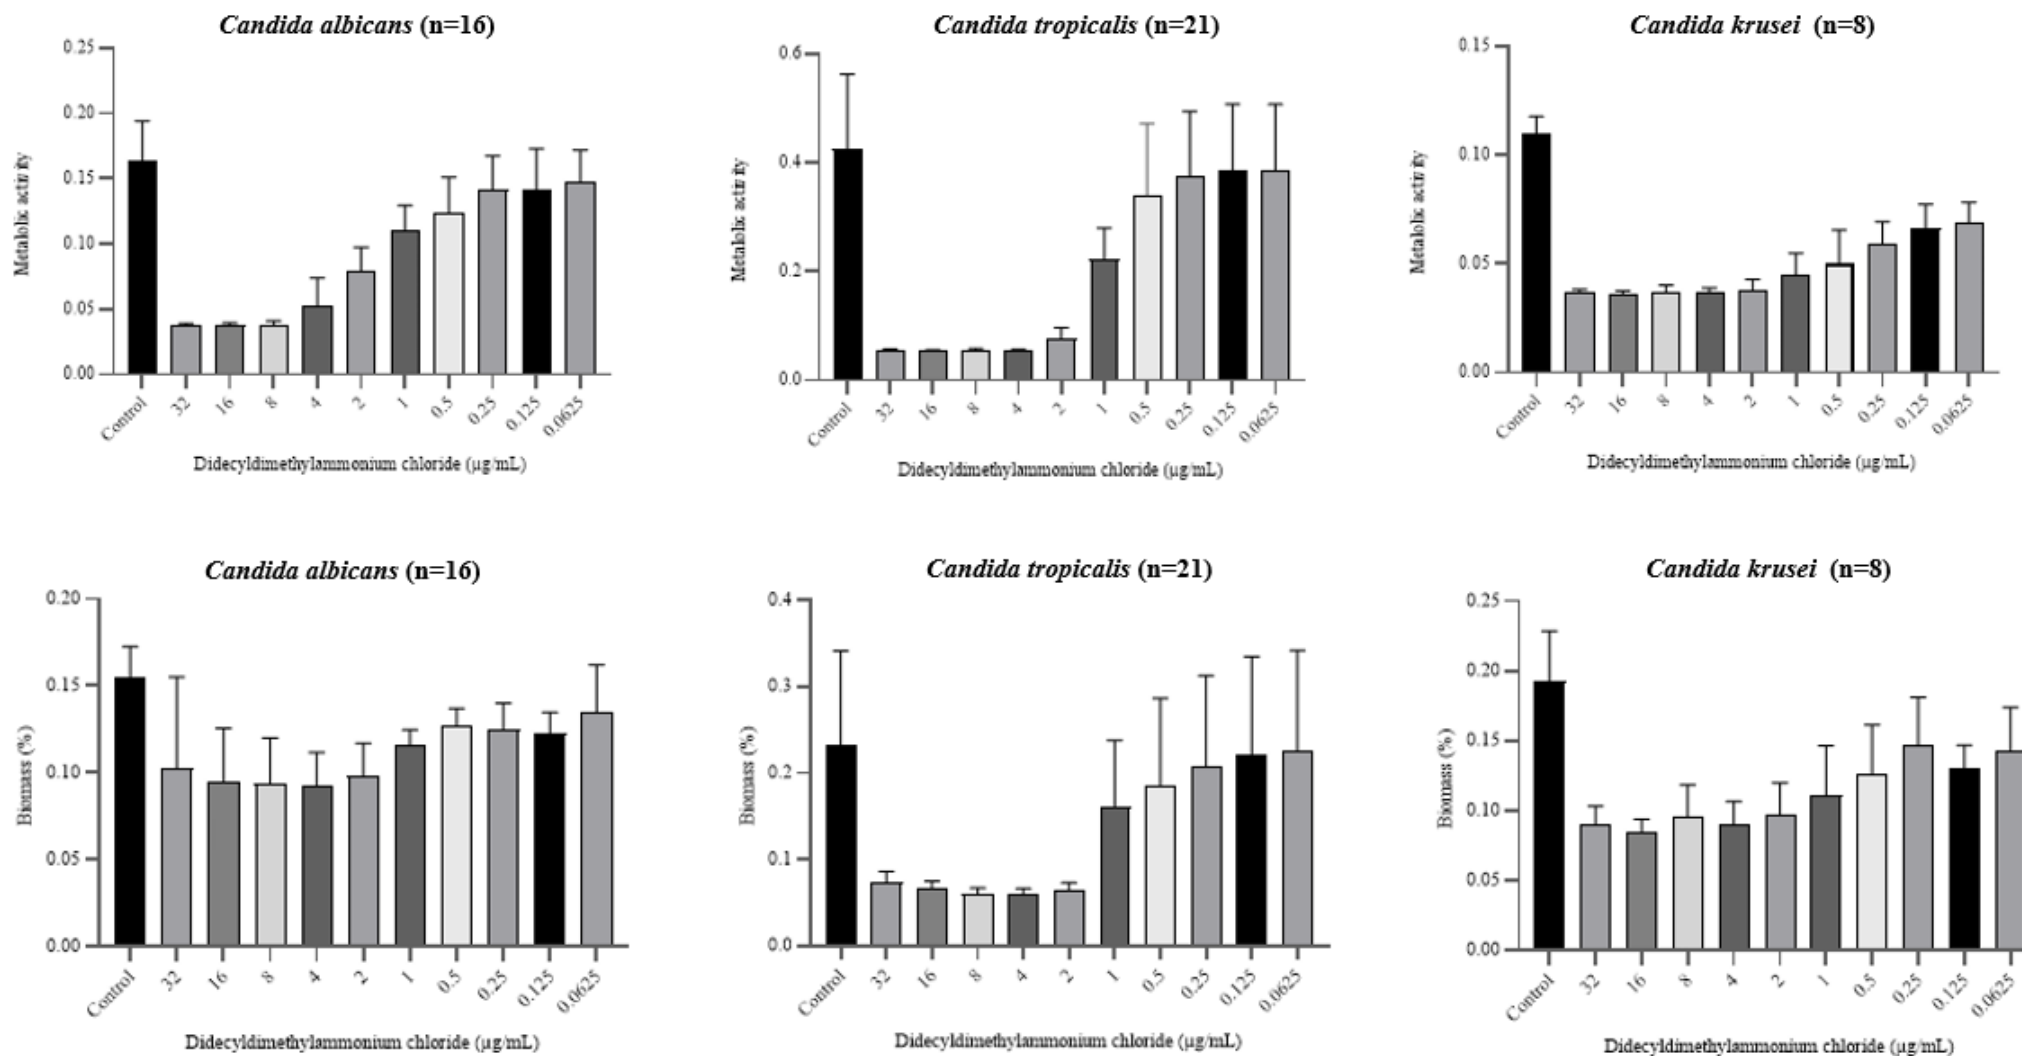 Candida albicans (n=16)
0.25
0.20
0.15
0.10
0.05
0.00
Metalolic activity
Control 32 16 8 4 2 1 0.5 0.25 0.125 0.0625
Didecyldimethylammonium chloride (µg/mL)
Candida tropicalis (n=21)
0.6
0.4
0.2
0.0
Metalolic activity
Control 32 16 8 4 2 1 0.5 0.25 0.125 0.0625
Didecyldimethylammonium chloride (µg/mL)
Candida krusei (n=8)
0.15
0.10
0.05
0.00
Metalolic activity
Control 32 16 8 4 2 1 0.5 0.25 0.125 0.0625
Didecyldimethylammonium chloride (µg/mL)
Candida albicans (n=16)
0.20
0.15
0.10
0.05
0.00
Biomass (%)
Control 32 16 8 4 2 1 0.5 0.25 0.125 0.0625
Didecyldimethylammonium chloride (µg/mL)
Candida tropicalis (n=21)
0.4
0.3
0.2
0.1
0.0
Biomass (%)
Control 32 16 8 4 2 1 0.5 0.25 0.125 0.0625
Didecyldimethylammonium chloride (µg/mL)
Candida krusei (n=8)
0.25
0.20
0.15
0.10
0.05
0.00
Biomass (%)
Control 32 16 8 4 2 1 0.5 0.25 0.125 0.0625
Didecyldimethylammonium chloride (µg/mL)